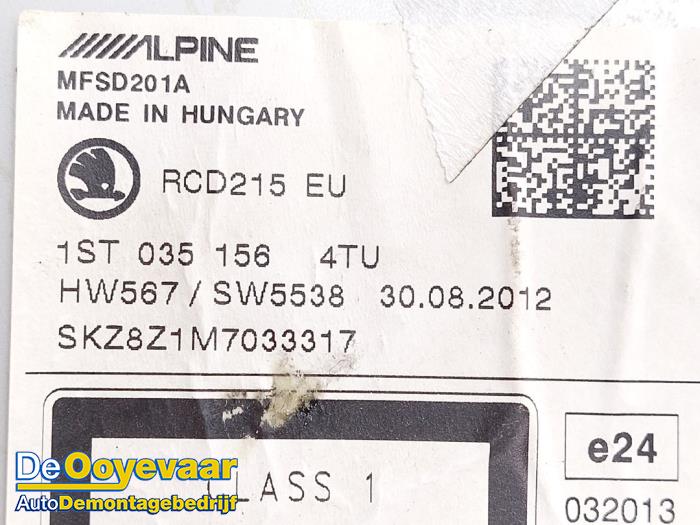 ALPINE
MFSD201A
MADE IN HUNGARY
RCD215 EU
1ST 035 156 4TU
HW567 / SW5538 30.08.2012
SKZ8Z1M7033317
e24
032013
De Ooyevaar
AutoDemontagebedrijf
LASS 1